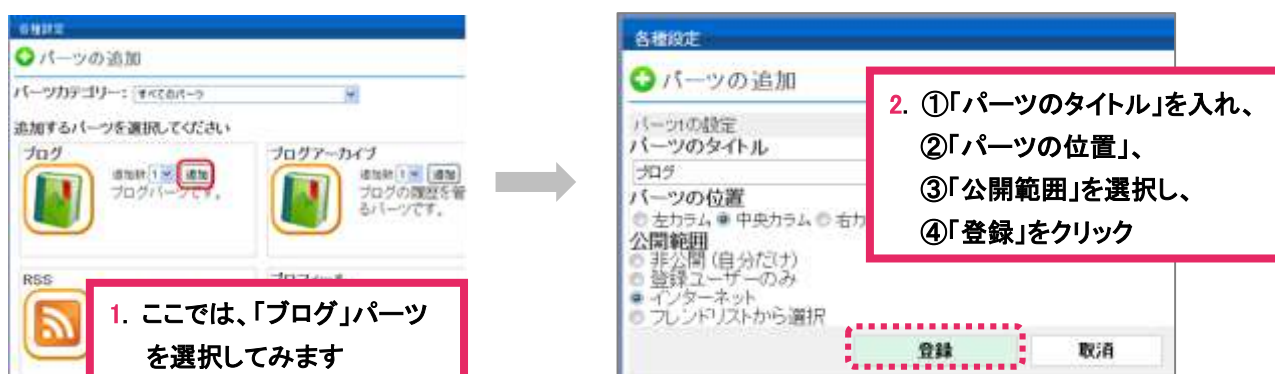 各種設定
パーツの追加
パーツカテゴリー: すべてのパーツ
追加するパーツを選択してください
ブログ
追加数 1 追加
ブログパーツです。
ブログアーカイブ
追加数 1 追加
ブログの履歴を管
るパーツです。
RSS
1. ここでは、「ブログ」パーツ
を選択してみます
各種設定
パーツの追加
パーツ1の設定
パーツのタイトル
ブログ
パーツの位置
左カラム 中央カラム 右カ
公開範囲
非公開 (自分だけ)
登録ユーザーのみ
インターネット
フレンドリストから選択
登録 取消
2. ①「パーツのタイトル」を入れ、
②「パーツの位置」、
③「公開範囲」を選択し、
④「登録」をクリック